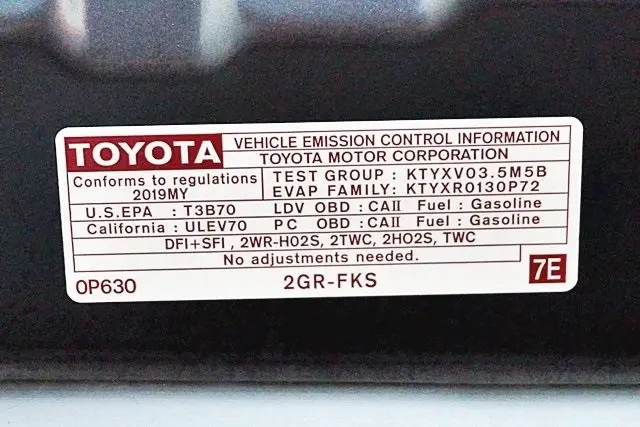 TOYOTA VEHICLE EMISSION CONTROL INFORMATION
TOYOTA MOTOR CORPORATION
Conforms to regulations
2019MY
TEST GROUP : KTYXV03.5M5B
EVAP FAMILY: KTYXR0130P72
U.S.EPA : T3B70 LDV OBD : CAII Fuel : Gasoline
California : ULEV70 PC OBD : CAII Fuel : Gasoline
DFI+SFI , 2WR-HO2S, 2TWC, 2HO2S, TWC
No adjustments needed.
0P630 2GR-FKS 7E